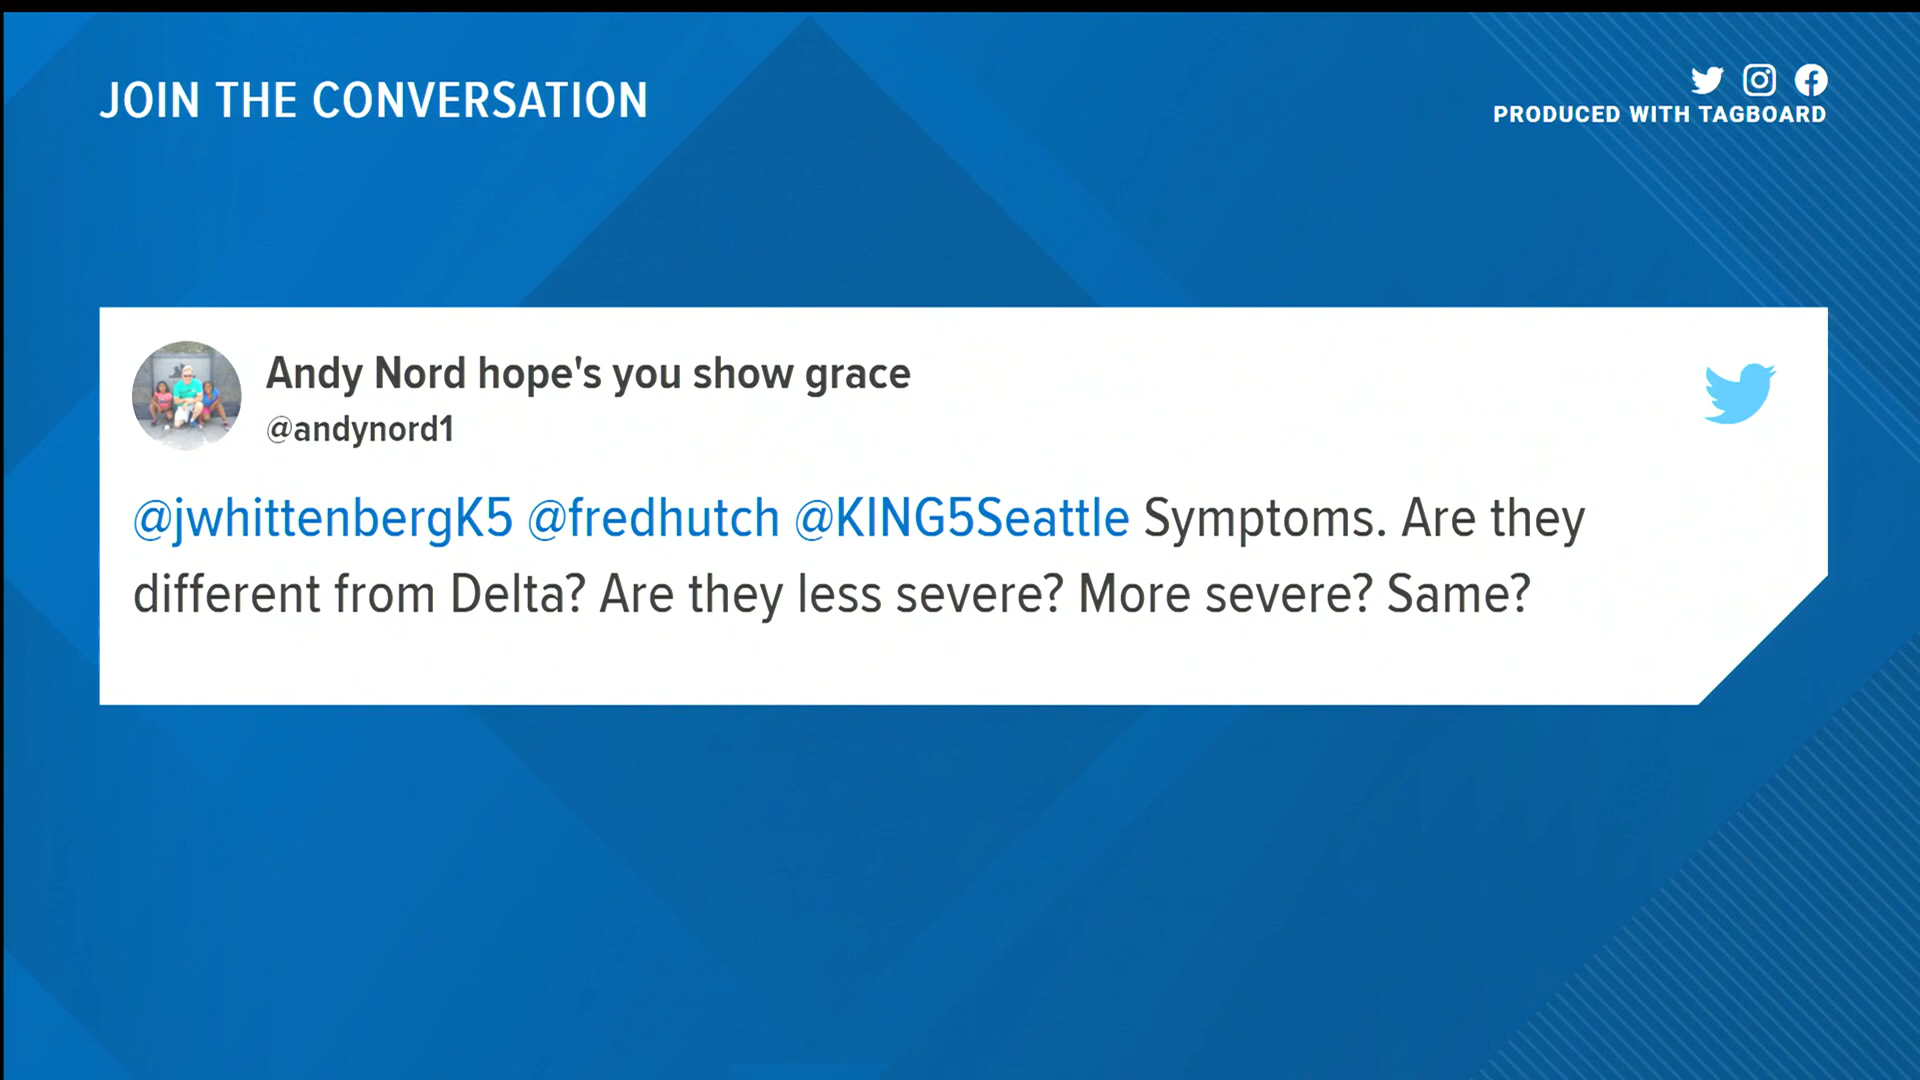 JOIN THE CONVERSATION
PRODUCED WITH TAGBOARD
Andy Nord hope's you show grace
@andynord1
@jwhittenbergK5 @fredhutch @KING5Seattle Symptoms. Are they
different from Delta? Are they less severe? More severe? Same?